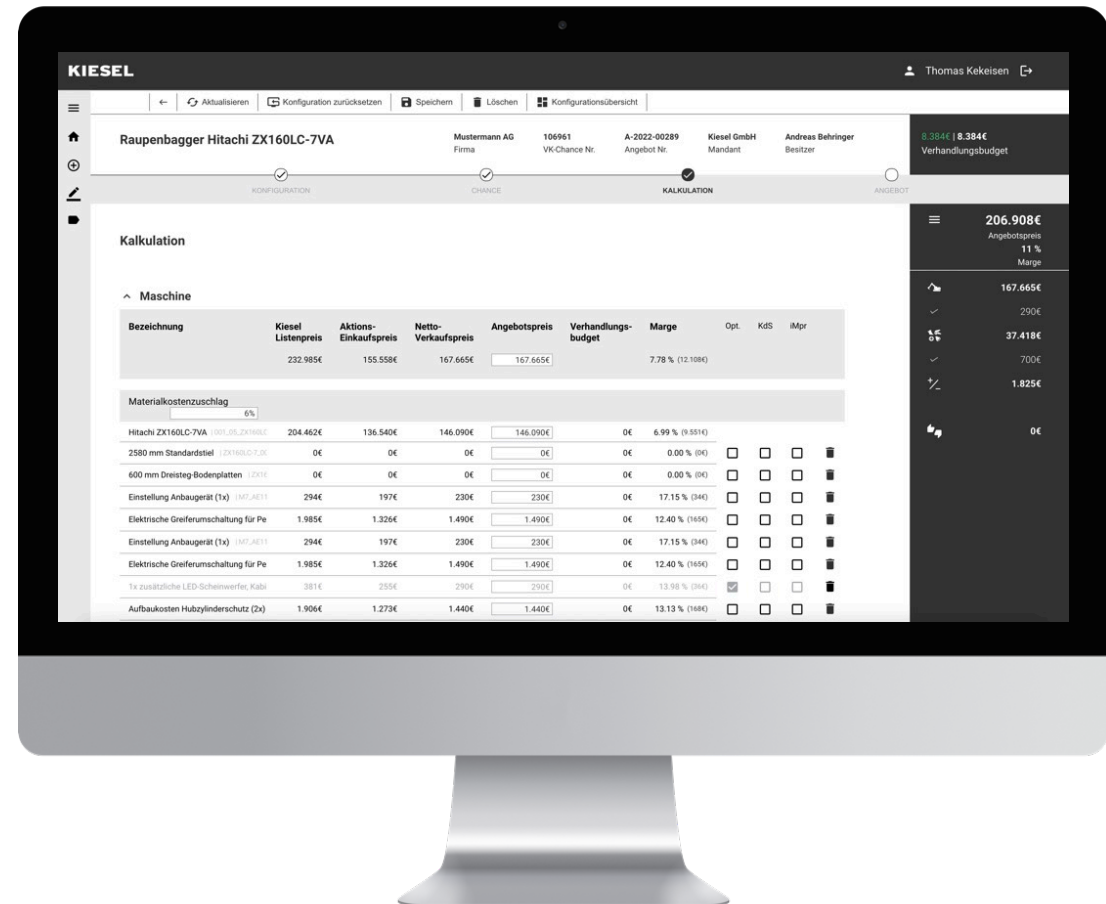 KIESEL
Thomas Kekeisen
Aktualisieren Konfiguration zurücksetzen Speichern Löschen Konfigurationsübersicht
Raupenbagger Hitachi ZX160LC-7VA
Mustermann AG 106961 A-2022-00289 Kiesel GmbH Andreas Behringer
Firma VK-Chance Nr. Angebot Nr. Mandant Besitzer
8.384€ | 8.384€
Verhandlungsbudget
KONFIGURATION CHANCE KALKULATION ANGEBOT
206.908€
Angebotspreis
11 %
Marge
167.665€
290€
37.418€
700€
1.825€
0€
Kalkulation
Maschine
Bezeichnung Kiesel Aktions- Netto- Angebotspreis Verhandlungs- Marge Opt. KdS iMpr
Listenpreis Einkaufspreis Verkaufspreis budget
232.985€ 155.558€ 167.665€ 167.665€ 7.78 % (12.108€)
Materialkostenzuschlag
6%
Hitachi ZX160LC-7VA 204.462€ 136.540€ 146.090€ 146.090€ 0€ 6.99 % (9.551€)
2580 mm Standardstiel 0€ 0€ 0€ 0€ 0€ 0.00 % (0€)
600 mm Dreisteg-Bodenplatten 0€ 0€ 0€ 0€ 0€ 0.00 % (0€)
Einstellung Anbaugerät (1x) 294€ 197€ 230€ 230€ 0€ 17.15 % (34€)
Elektrische Greiferumschaltung für Pe 1.985€ 1.326€ 1.490€ 1.490€ 0€ 12.40 % (165€)
Einstellung Anbaugerät (1x) 294€ 197€ 230€ 230€ 0€ 17.15 % (34€)
Elektrische Greiferumschaltung für Pe 1.985€ 1.326€ 1.490€ 1.490€ 0€ 12.40 % (165€)
1x zusätzliche LED-Scheinwerfer, Kabi 381€ 255€ 290€ 290€ 0€ 13.98 % (36€)
Aufbaukosten Hubzylinderschutz (2x) 1.906€ 1.273€ 1.440€ 1.440€ 0€ 13.13 % (168€)